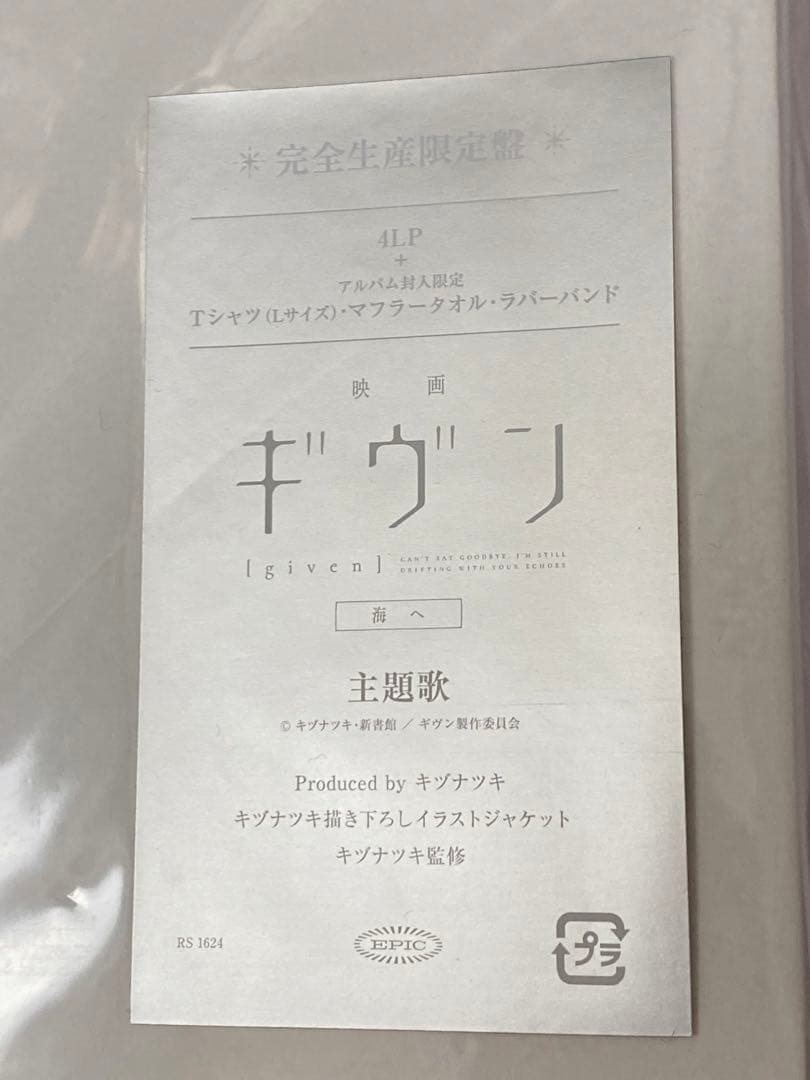 ＊ 完全生産限定盤 ＊
4LP
+
アルバム封入限定
Tシャツ(Lサイズ)・マフラータオル・ラバーバンド
映 画
ギヴン
[given] CAN'T SAY GOODBYE, I'M STILL
DRIFTING WITH YOUR ECHOES
海 へ
主題歌
© キヅナツキ・新書館 / ギヴン製作委員会
Produced by キヅナツキ
キヅナツキ描き下ろしイラストジャケット
キヅナツキ監修
RS 1624
EPIC
プラ